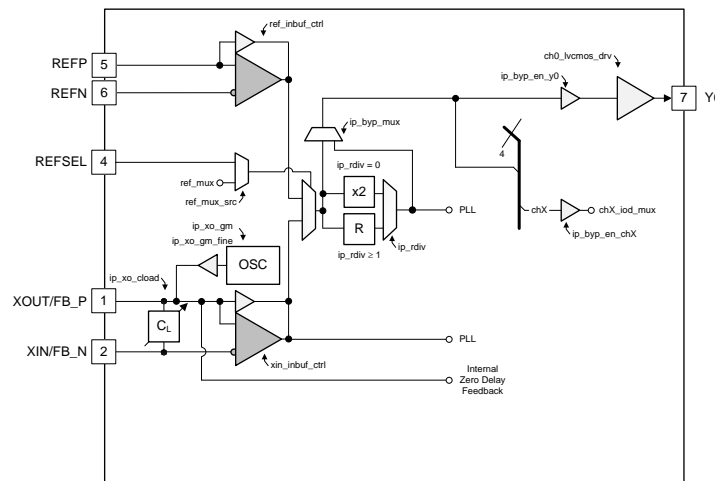 ref_inbuf_ctrl
REFP
5
REFN
6
ch0_lvcmos_drv
ip_byp_en_y0
7
ip_byp_mux
4
REFSEL
4
ref_mux
ref_mux_src
ip_rdiv = 0
x2
R
ip_rdiv ≥ 1
ip_rdiv
PLL
chX
chX_iod_mux
ip_byp_en_chX
ip_xo_gm
ip_xo_gm_fine
OSC
ip_xo_cload
XOUT/FB_P
1
CL
XIN/FB_N
2
xin_inbuf_ctrl
PLL
Internal
Zero Delay
Feedback